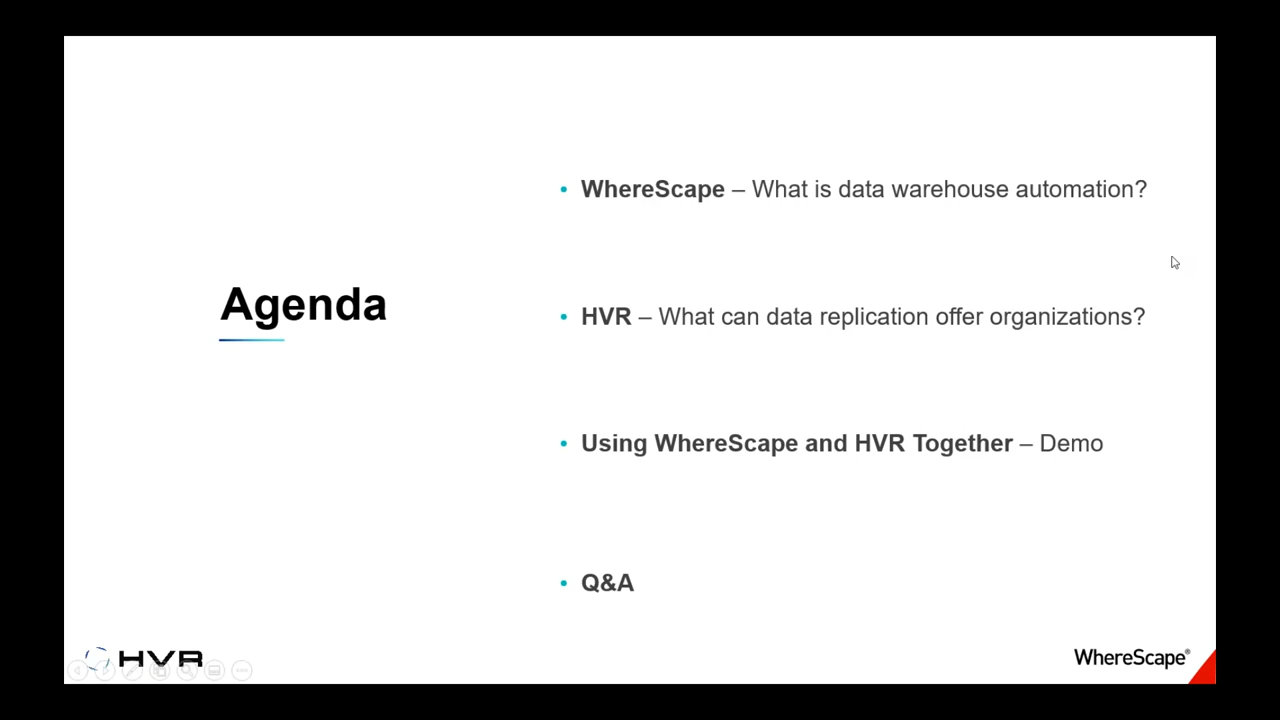 Agenda
• WhereScape – What is data warehouse automation?
• HVR – What can data replication offer organizations?
• Using WhereScape and HVR Together – Demo
• Q&A
HVR
WhereScape®